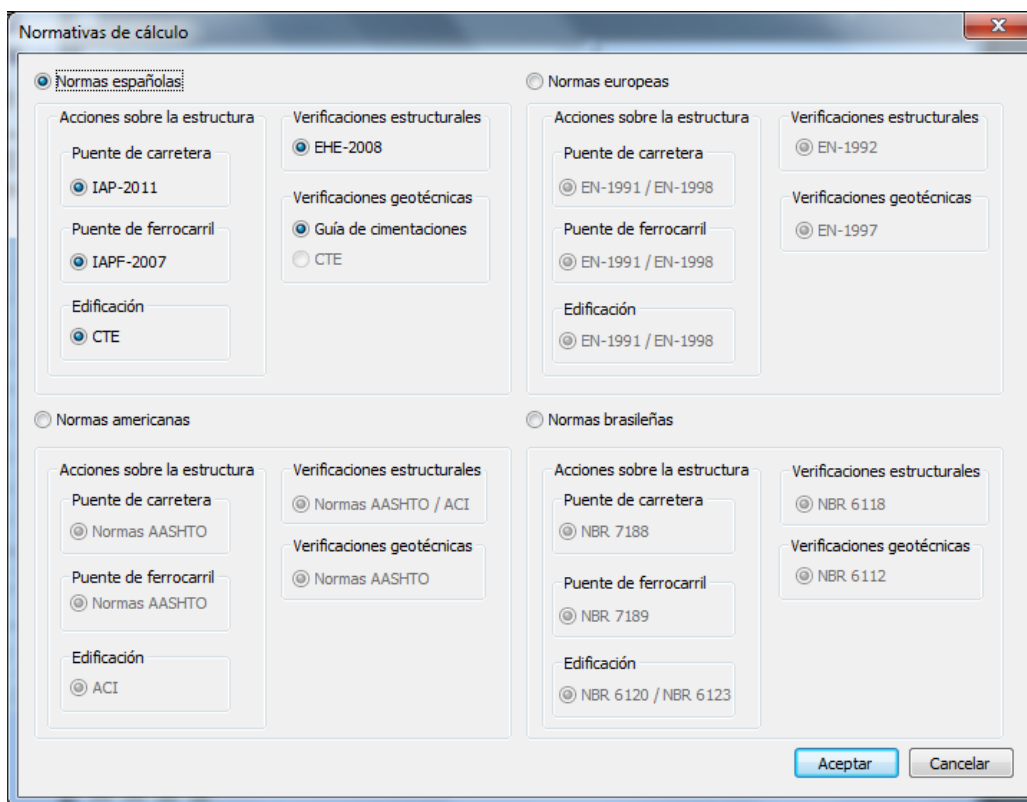 Normativas de cálculo
Normas españolas
Acciones sobre la estructura
Puente de carretera
IAP-2011
Puente de ferrocarril
IAPF-2007
Edificación
CTE
Verificaciones estructurales
EHE-2008
Verificaciones geotécnicas
Guía de cimentaciones
CTE
Normas europeas
Acciones sobre la estructura
Puente de carretera
EN-1991 / EN-1998
Puente de ferrocarril
EN-1991 / EN-1998
Edificación
EN-1991 / EN-1998
Verificaciones estructurales
EN-1992
Verificaciones geotécnicas
EN-1997
Normas americanas
Acciones sobre la estructura
Puente de carretera
Normas AASHTO
Puente de ferrocarril
Normas AASHTO
Edificación
ACI
Verificaciones estructurales
Normas AASHTO / ACI
Verificaciones geotécnicas
Normas AASHTO
Normas brasileñas
Acciones sobre la estructura
Puente de carretera
NBR 7188
Puente de ferrocarril
NBR 7189
Edificación
NBR 6120 / NBR 6123
Verificaciones estructurales
NBR 6118
Verificaciones geotécnicas
NBR 6112
Aceptar
Cancelar